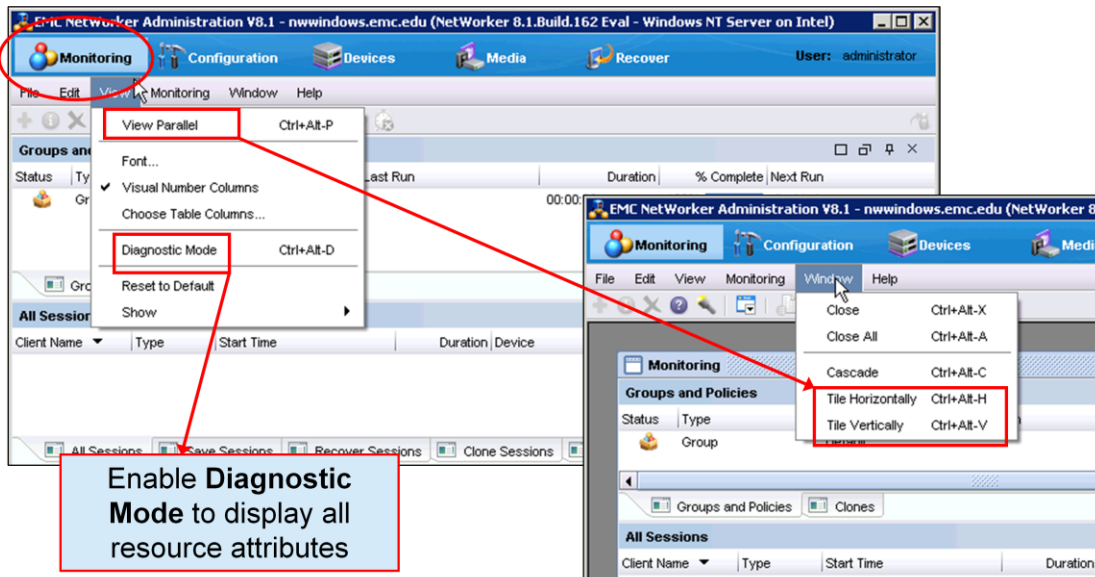 EMC NetWorker Administration V8.1 - nwwindows.emc.edu (NetWorker 8.1.Build.162 Eval - Windows NT Server on Intel)
Monitoring Configuration Devices Media Recover User: administrator
File Edit View Monitoring Window Help
View Parallel Ctrl+Alt-P
Font...
Visual Number Columns
Choose Table Columns...
Diagnostic Mode Ctrl+Alt-D
Reset to Default
Show
Groups and
Status Ty Last Run Duration % Complete Next Run
Gr 00:00:
Gro
All Session
Client Name Type Start Time Duration Device
All Sessions Save Sessions Recover Sessions Clone Sessions
Enable Diagnostic
Mode to display all
resource attributes
EMC NetWorker Administration V8.1 - nwwindows.emc.edu (NetWorker 8
Monitoring Configuration Devices Medi
File Edit View Monitoring Window Help
Close Ctrl+Alt-X
Close All Ctrl+Alt-A
Cascade Ctrl+Alt-C
Tile Horizontally Ctrl+Alt-H
Tile Vertically Ctrl+Alt-V
Monitoring
Groups and Policies
Status Type
Group Default
Groups and Policies Clones
All Sessions
Client Name Type Start Time Duration